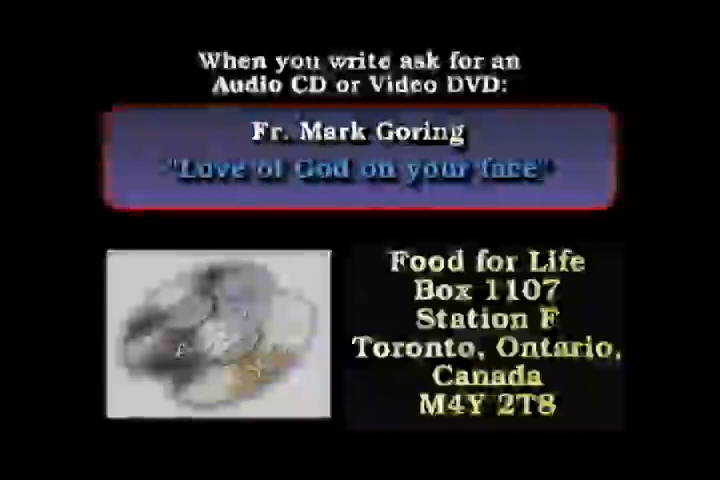 When you write ask for an
Audio CD or Video DVD:
Fr. Mark Goring
"Love of God on your face"
Food for Life
Box 1107
Station F
Toronto, Ontario,
Canada
M4Y 2T8